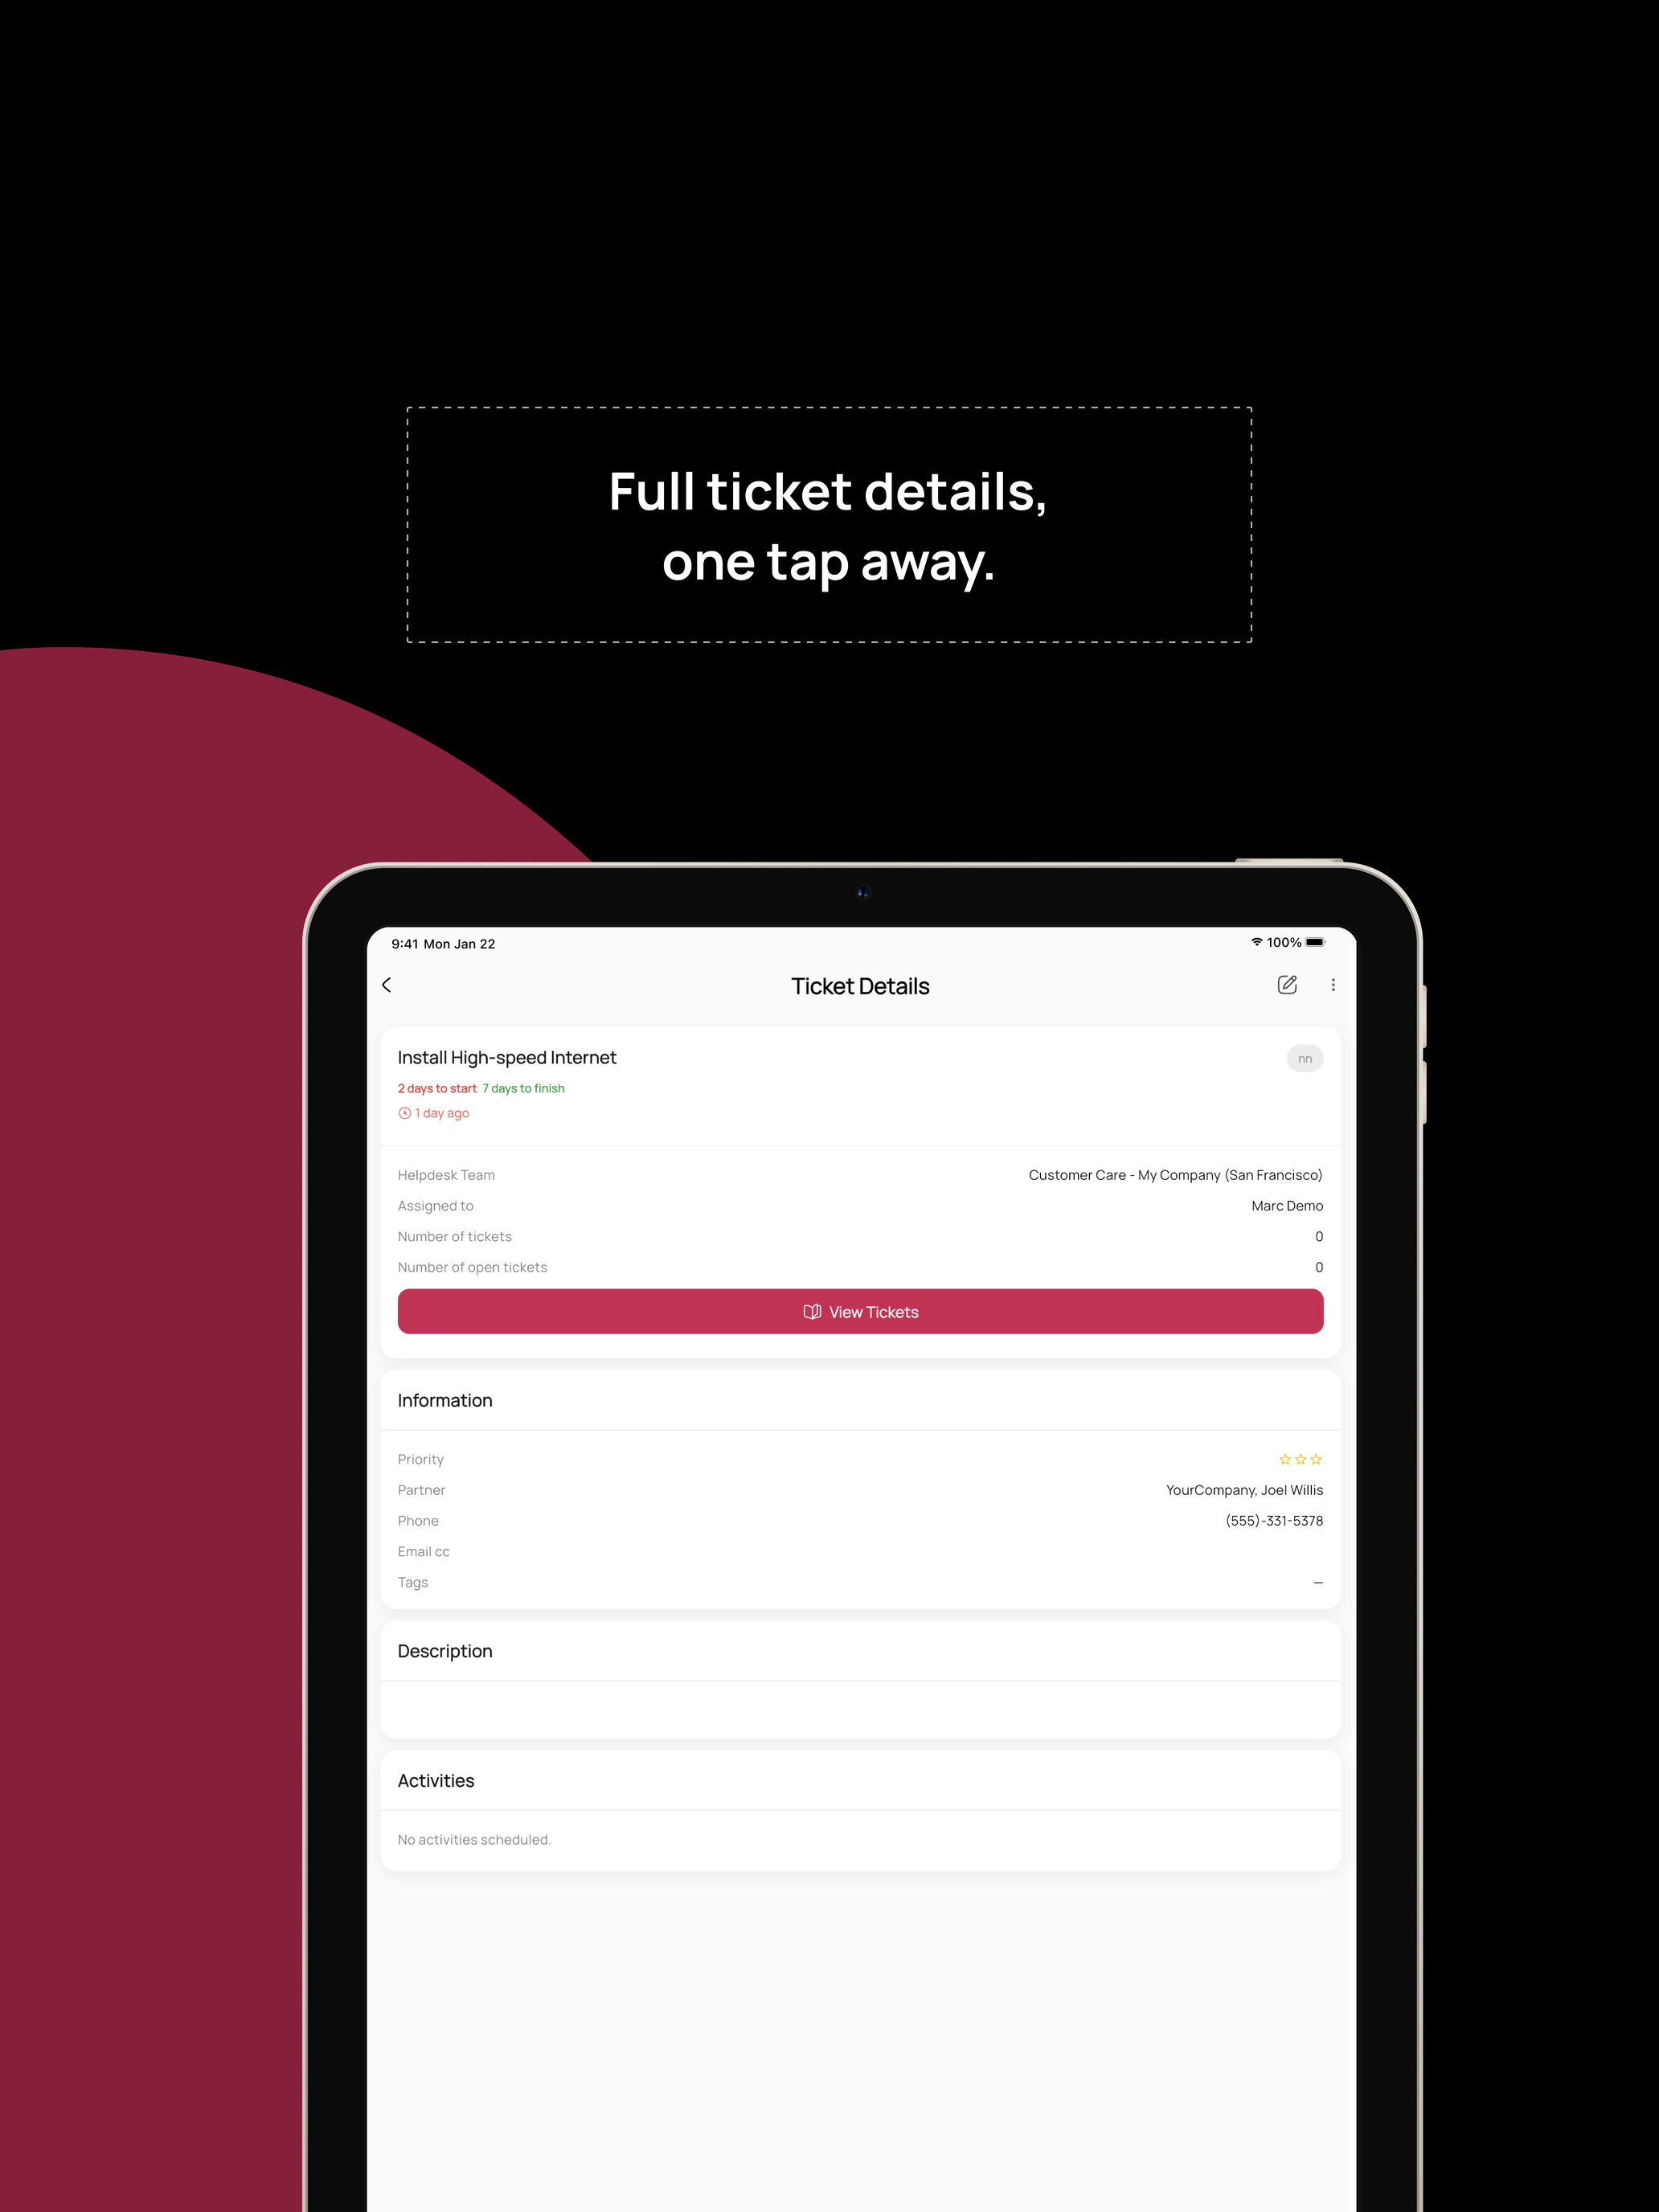 Full ticket details,
one tap away.
9:41 Mon Jan 22
100%
Ticket Details
Install High-speed Internet
nn
2 days to start 7 days to finish
1 day ago
Helpdesk Team Customer Care - My Company (San Francisco)
Assigned to Marc Demo
Number of tickets 0
Number of open tickets 0
View Tickets
Information
Priority
Partner YourCompany, Joel Willis
Phone (555)-331-5378
Email cc
Tags –
Description
Activities
No activities scheduled.